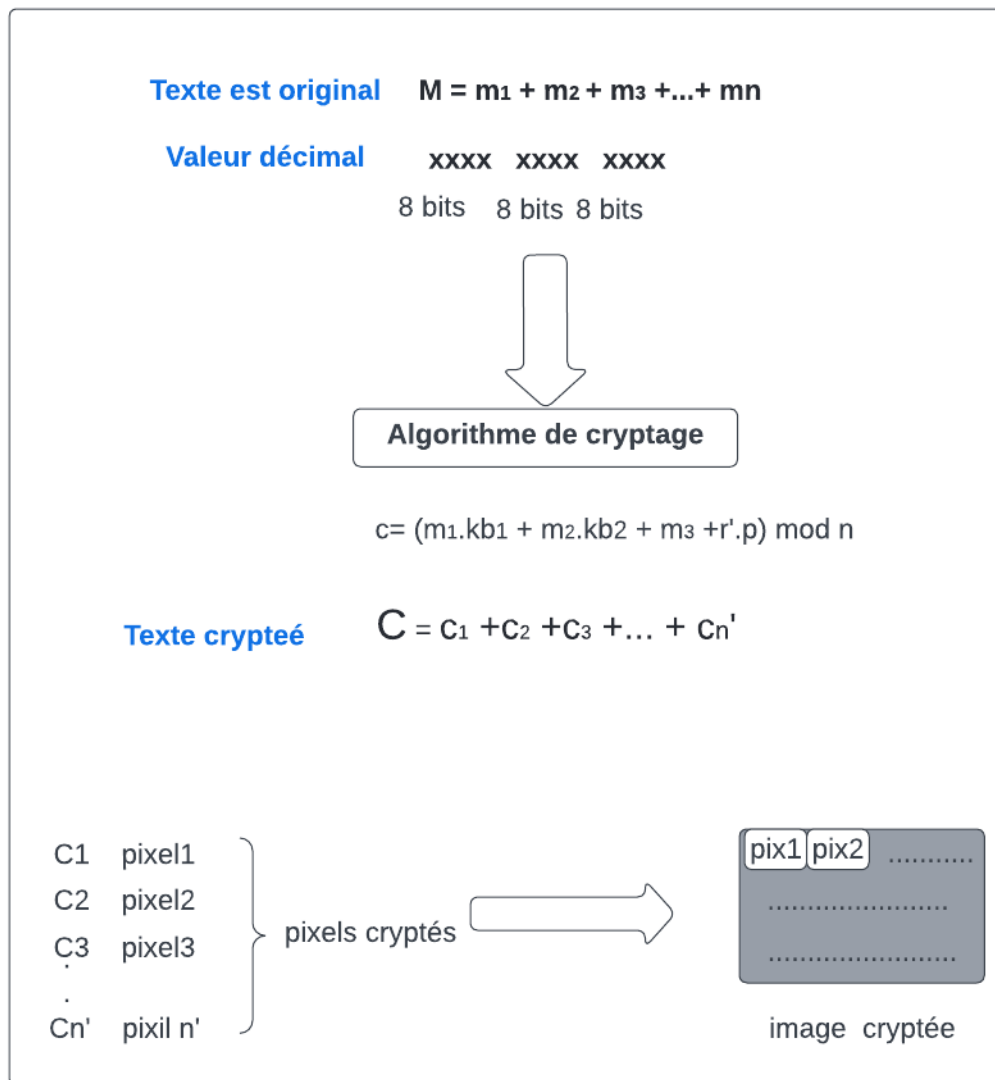 Texte est original M = m1 + m2 + m3 +...+ mn
Valeur décimal xxxx xxxx xxxx
8 bits 8 bits 8 bits
Algorithme de cryptage
c= (m1.kb1 + m2.kb2 + m3 +r'.p) mod n
Texte crypteé C = c1 +c2 +c3 +... + cn'
C1 pixel1
C2 pixel2
C3 pixel3
.
.
Cn' pixil n'
pixels cryptés
pix1 pix2 ...........
.......................
........................
image cryptée